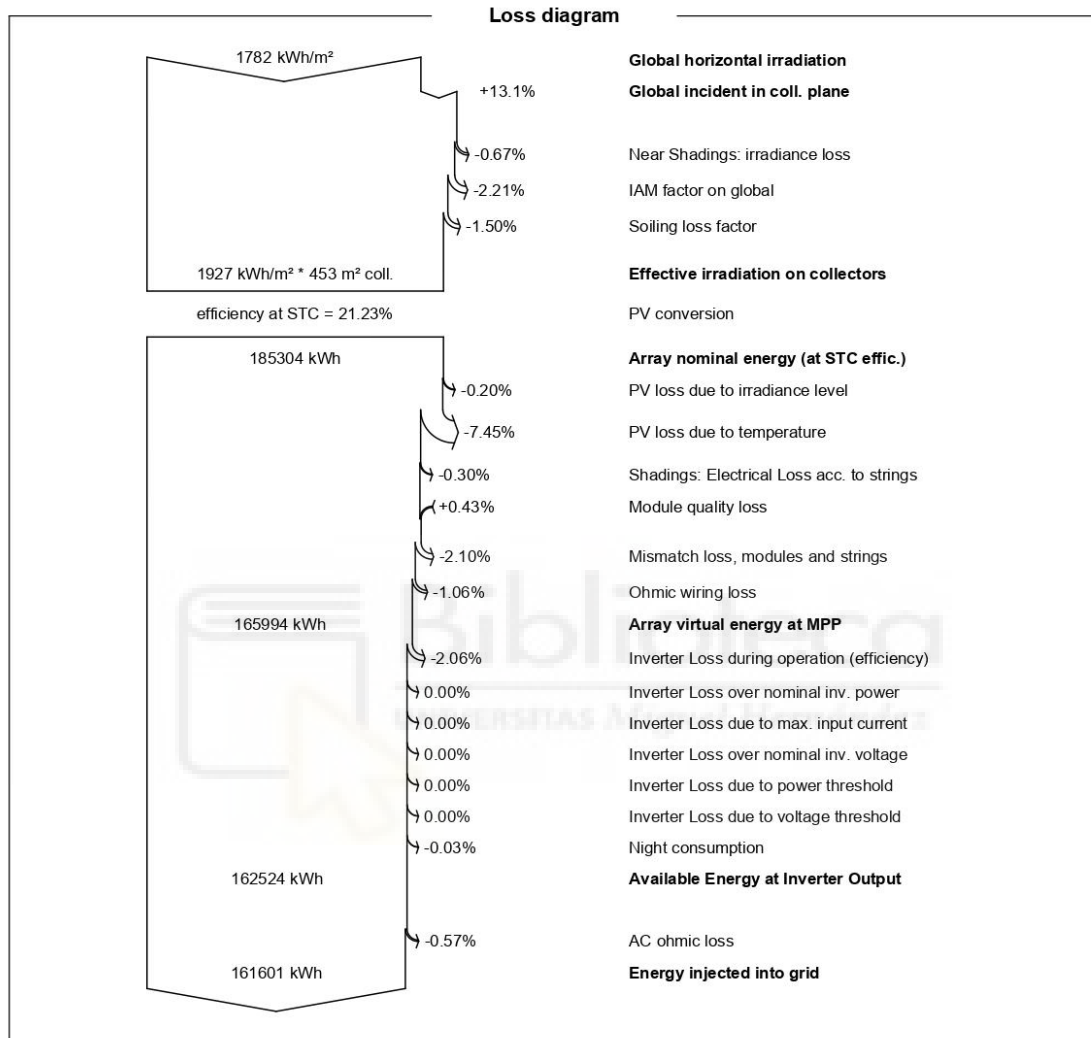 Loss diagram
1782 kWh/m² Global horizontal irradiation
+13.1% Global incident in coll. plane
-0.67% Near Shadings: irradiance loss
-2.21% IAM factor on global
-1.50% Soiling loss factor
1927 kWh/m² * 453 m² coll. Effective irradiation on collectors
efficiency at STC = 21.23% PV conversion
185304 kWh Array nominal energy (at STC effic.)
-0.20% PV loss due to irradiance level
-7.45% PV loss due to temperature
-0.30% Shadings: Electrical Loss acc. to strings
+0.43% Module quality loss
-2.10% Mismatch loss, modules and strings
-1.06% Ohmic wiring loss
Biblioteca
165994 kWh Array virtual energy at MPP
-2.06% Inverter Loss during operation (efficiency)
0.00% Inverter Loss over nominal inv. power
UNIVERSITAS Miguel Hernández
0.00% Inverter Loss due to max. input current
0.00% Inverter Loss over nominal inv. voltage
0.00% Inverter Loss due to power threshold
0.00% Inverter Loss due to voltage threshold
-0.03% Night consumption
162524 kWh Available Energy at Inverter Output
-0.57% AC ohmic loss
161601 kWh Energy injected into grid